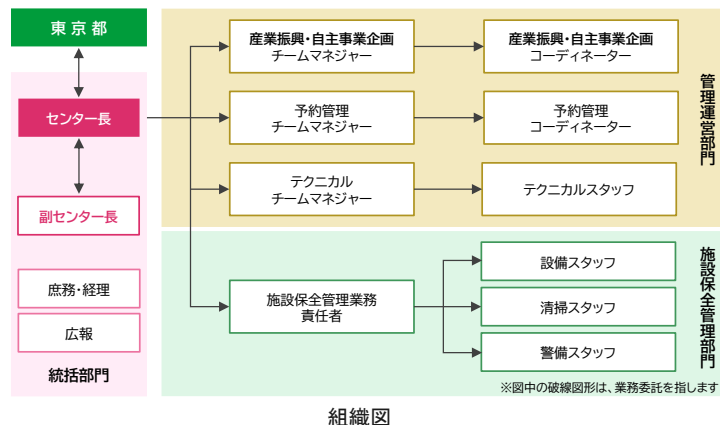 東京都
センター長
副センター長
庶務・経理
広報
統括部門
産業振興・自主事業企画
チームマネジャー
産業振興・自主事業企画
コーディネーター
予約管理
チームマネジャー
予約管理
コーディネーター
テクニカル
チームマネジャー
テクニカルスタッフ
管理運営部門
施設保全管理業務
責任者
設備スタッフ
清掃スタッフ
警備スタッフ
施設保全管理部門
※図中の破線図形は、業務委託を指します
組織図